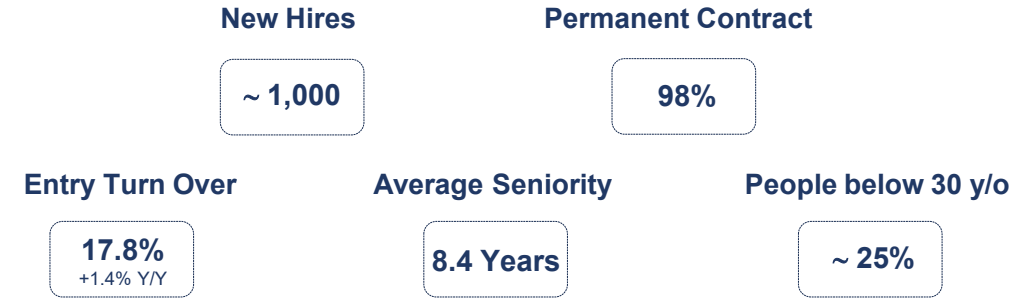 New Hires
Permanent Contract
~ 1,000
98%
Entry Turn Over
Average Seniority
People below 30 y/o
17.8%
+1.4% Y/Y
8.4 Years
~ 25%